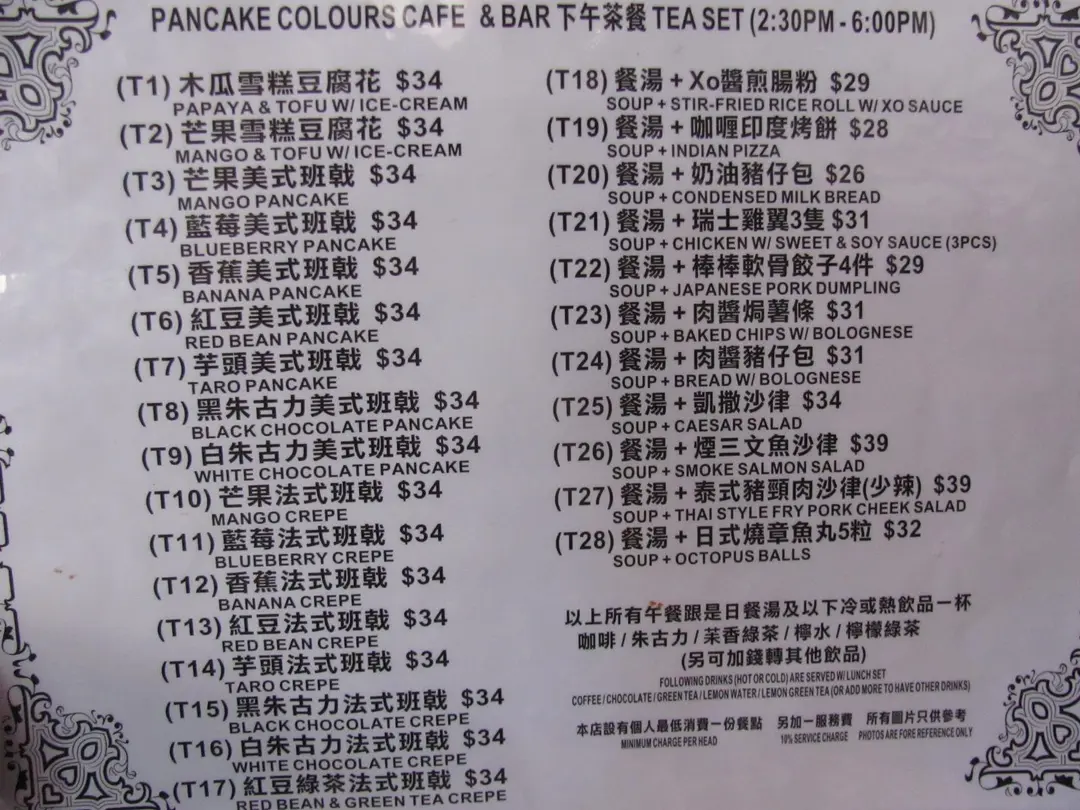 PANCAKE COLOURS CAFE & BAR 下午茶餐 TEA SET (2:30PM - 6:00PM)
(T1) 木瓜雪糕豆腐花 $34
PAPAYA & TOFU W/ ICE-CREAM
(T2) 芒果雪糕豆腐花 $34
MANGO & TOFU W/ ICE-CREAM
(T3) 芒果美式班戟 $34
MANGO PANCAKE
(T4) 藍莓美式班戟 $34
BLUEBERRY PANCAKE
(T5) 香蕉美式班戟 $34
BANANA PANCAKE
(T6) 紅豆美式班戟 $34
RED BEAN PANCAKE
(T7) 芋頭美式班戟 $34
TARO PANCAKE
(T8) 黑朱古力美式班戟 $34
BLACK CHOCOLATE PANCAKE
(T9) 白朱古力美式班戟 $34
WHITE CHOCOLATE PANCAKE
(T10) 芒果法式班戟 $34
MANGO CREPE
(T11) 藍莓法式班戟 $34
BLUEBERRY CREPE
(T12) 香蕉法式班戟 $34
BANANA CREPE
(T13) 紅豆法式班戟 $34
RED BEAN CREPE
(T14) 芋頭法式班戟 $34
TARO CREPE
(T15) 黑朱古力法式班戟 $34
BLACK CHOCOLATE CREPE
(T16) 白朱古力法式班戟 $34
WHITE CHOCOLATE CREPE
(T17) 紅豆綠茶法式班戟 $34
RED BEAN & GREEN TEA CREPE
(T18) 餐湯 + Xo醬煎腸粉 $29
SOUP + STIR-FRIED RICE ROLL W/ XO SAUCE
(T19) 餐湯 + 咖喱印度烤餅 $28
SOUP + INDIAN PIZZA
(T20) 餐湯 + 奶油豬仔包 $26
SOUP + CONDENSED MILK BREAD
(T21) 餐湯 + 瑞士雞翼3隻 $31
SOUP + CHICKEN W/ SWEET & SOY SAUCE (3PCS)
(T22) 餐湯 + 棒棒軟骨餃子4件 $29
SOUP + JAPANESE PORK DUMPLING
(T23) 餐湯 + 肉醬焗薯條 $31
SOUP + BAKED CHIPS W/ BOLOGNESE
(T24) 餐湯 + 肉醬豬仔包 $31
SOUP + BREAD W/ BOLOGNESE
(T25) 餐湯 + 凱撒沙律 $34
SOUP + CAESAR SALAD
(T26) 餐湯 + 煙三文魚沙律 $39
SOUP + SMOKE SALMON SALAD
(T27) 餐湯 + 泰式豬頸肉沙律(少辣) $39
SOUP + THAI STYLE FRY PORK CHEEK SALAD
(T28) 餐湯 + 日式燒章魚丸5粒 $32
SOUP + OCTOPUS BALLS
以上所有午餐跟是日餐湯及以下冷或熱飲品一杯
咖啡 / 朱古力 / 茉香綠茶 / 檸水 / 檸檬綠茶
(另可加錢轉其他飲品)
FOLLOWING DRINKS (HOT OR COLD) ARE SERVED W/ LUNCH SET
COFFEE / CHOCOLATE / GREEN TEA / LEMON WATER / LEMON GREEN TEA (OR ADD MORE TO HAVE OTHER DRINKS)
本店設有個人最低消費一份餐點 另加一服務費 所有圖片只供參考
MINIMUM CHARGE PER HEAD 10% SERVICE CHARGE PHOTOS ARE FORE REFERENCE ONLY